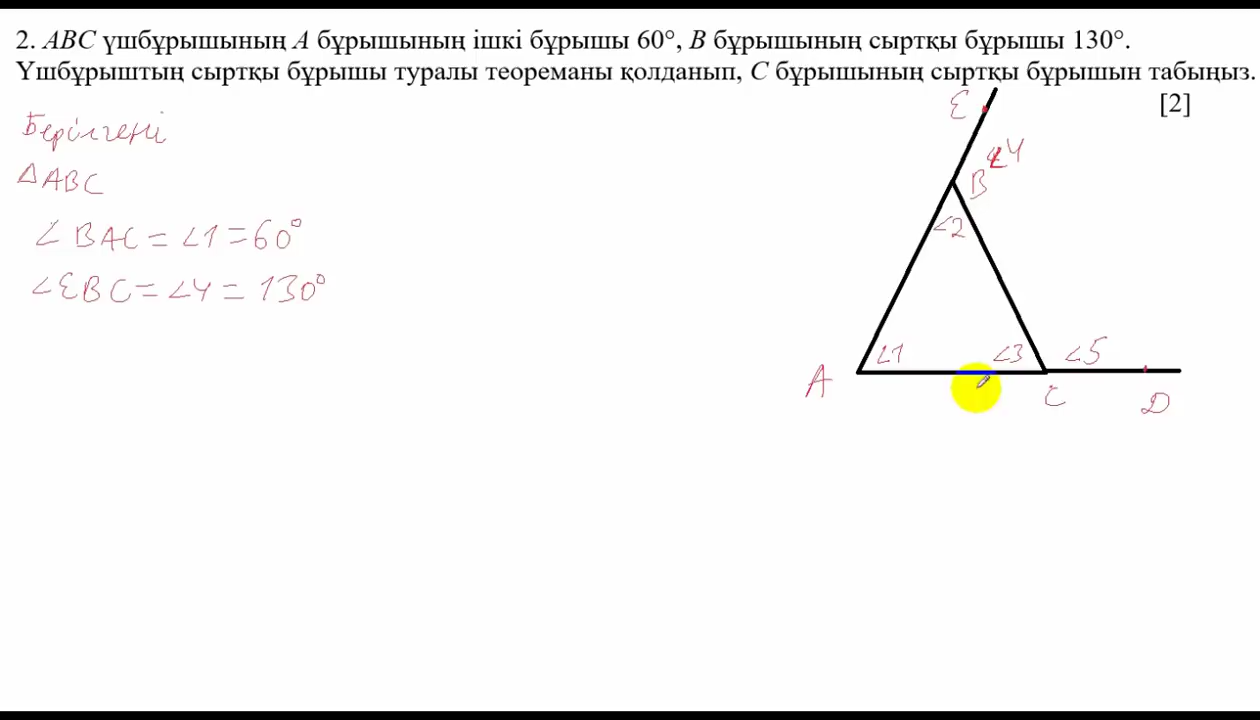 2. ABC үшбұрышының A бұрышының ішкі бұрышы 60°, B бұрышының сыртқы бұрышы 130°.
Үшбұрыштың сыртқы бұрышы туралы теореманы қолданып, C бұрышының сыртқы бұрышын табыңыз.
[2]
Берілгені
△ABC
∠BAC = ∠1 = 60°
∠EBC = ∠4 = 130°
E
∠4
B
∠2
∠1
∠3
∠5
A
C
D